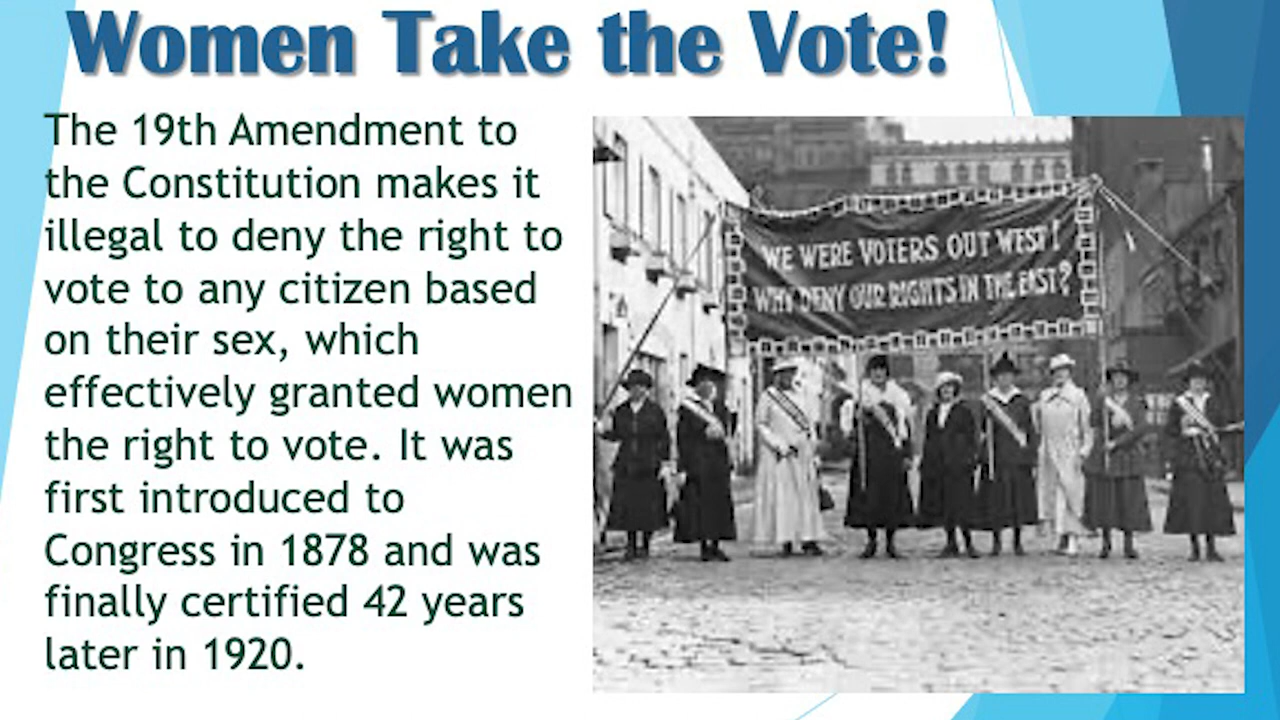 Women Take the Vote!
The 19th Amendment to
the Constitution makes it
illegal to deny the right to
vote to any citizen based
on their sex, which
effectively granted women
the right to vote. It was
first introduced to
Congress in 1878 and was
finally certified 42 years
later in 1920.
WE WERE VOTERS OUT WEST!
WHY DENY OUR RIGHTS IN THE EAST?